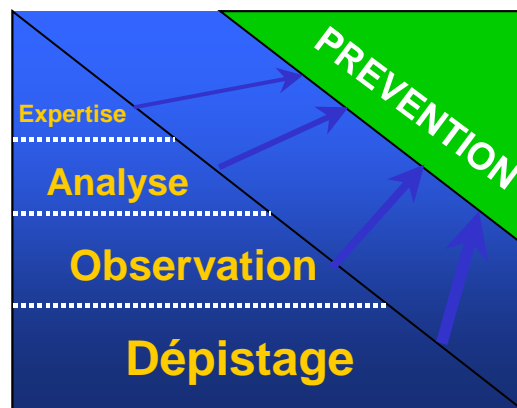 PREVENTION
Expertise
Analyse
Observation
Dépistage